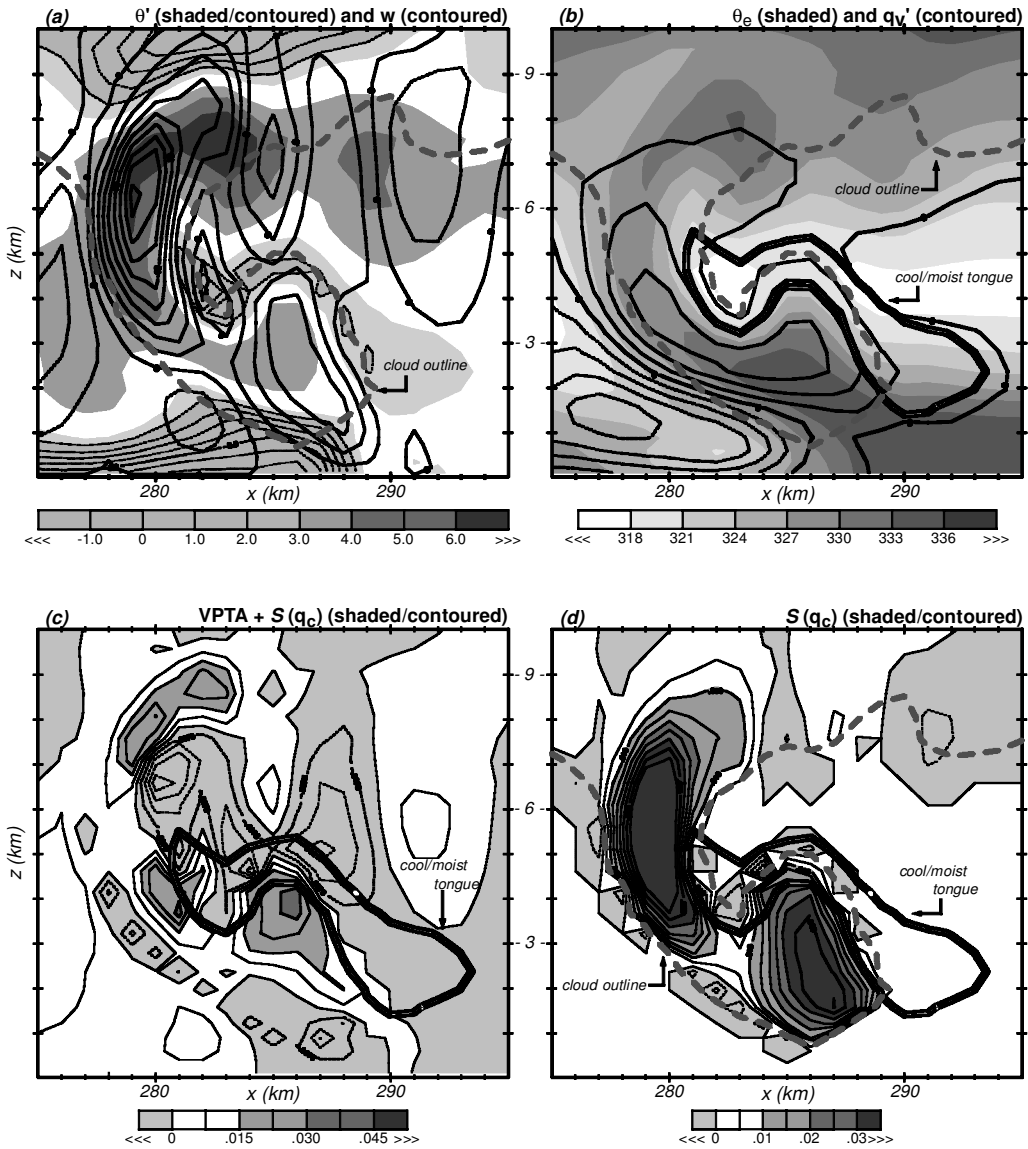 (a) θ' (shaded/contoured) and w (contoured)
(b) θe (shaded) and qv' (contoured)
z (km)
- 9 -
6
- 3 -
cloud outline
cloud outline
cool/moist tongue
280 x (km) 290
280 x (km) 290
<<< -1.0 0 1.0 2.0 3.0 4.0 5.0 6.0 >>>
<<< 318 321 324 327 330 333 336 >>>
(c) VPTA + S (qc) (shaded/contoured)
(d) S (qc) (shaded/contoured)
z (km)
- 9 -
6
- 3 -
cool/moist
tongue
cool/moist
tongue
cloud outline
280 x (km) 290
280 x (km) 290
<<< 0 .015 .030 .045 >>>
<<< 0 .01 .02 .03>>>